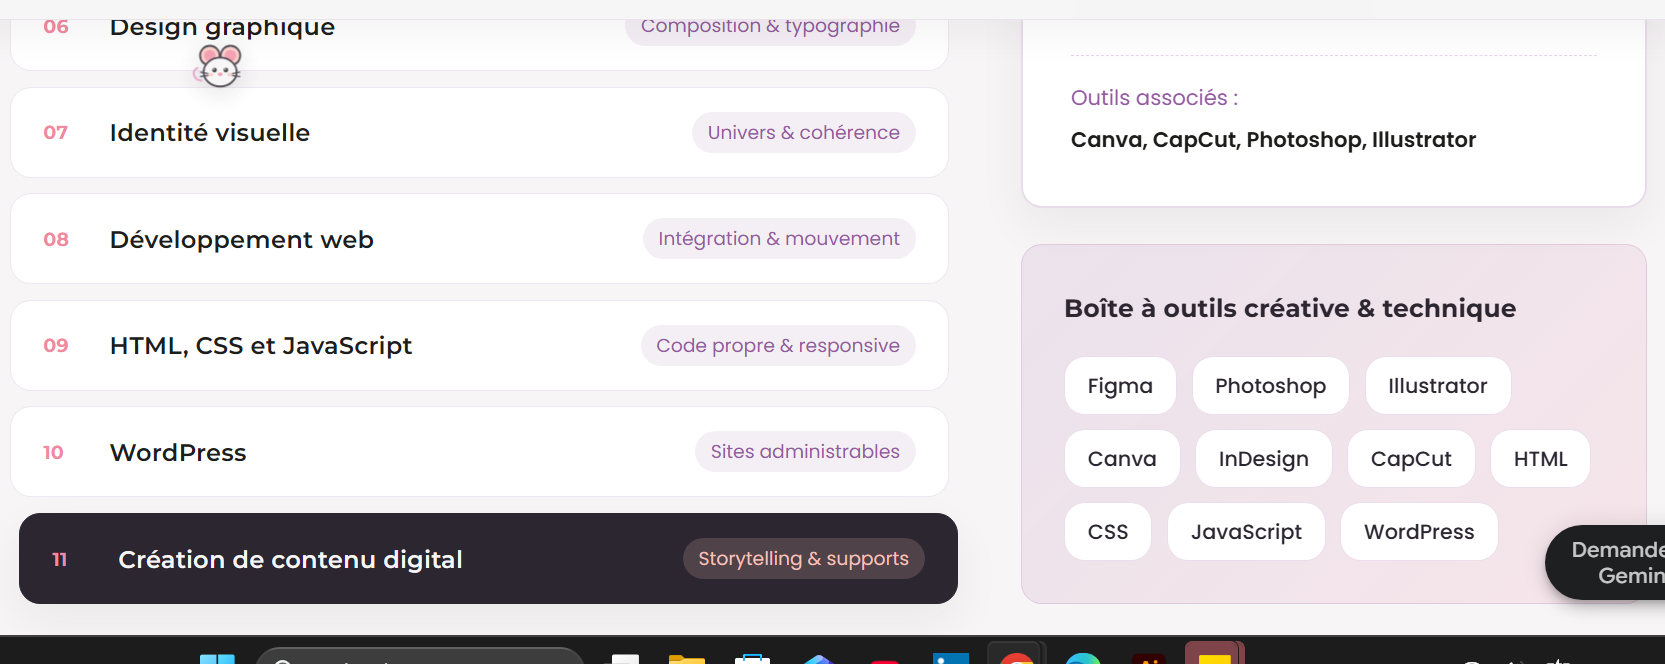 06 Design graphique Composition & typographie
07 Identité visuelle Univers & cohérence
08 Développement web Intégration & mouvement
09 HTML, CSS et JavaScript Code propre & responsive
10 WordPress Sites administrables
11 Création de contenu digital Storytelling & supports
Outils associés :
Canva, CapCut, Photoshop, Illustrator
Boîte à outils créative & technique
Figma Photoshop Illustrator
Canva InDesign CapCut HTML
CSS JavaScript WordPress
Demande
Gemin